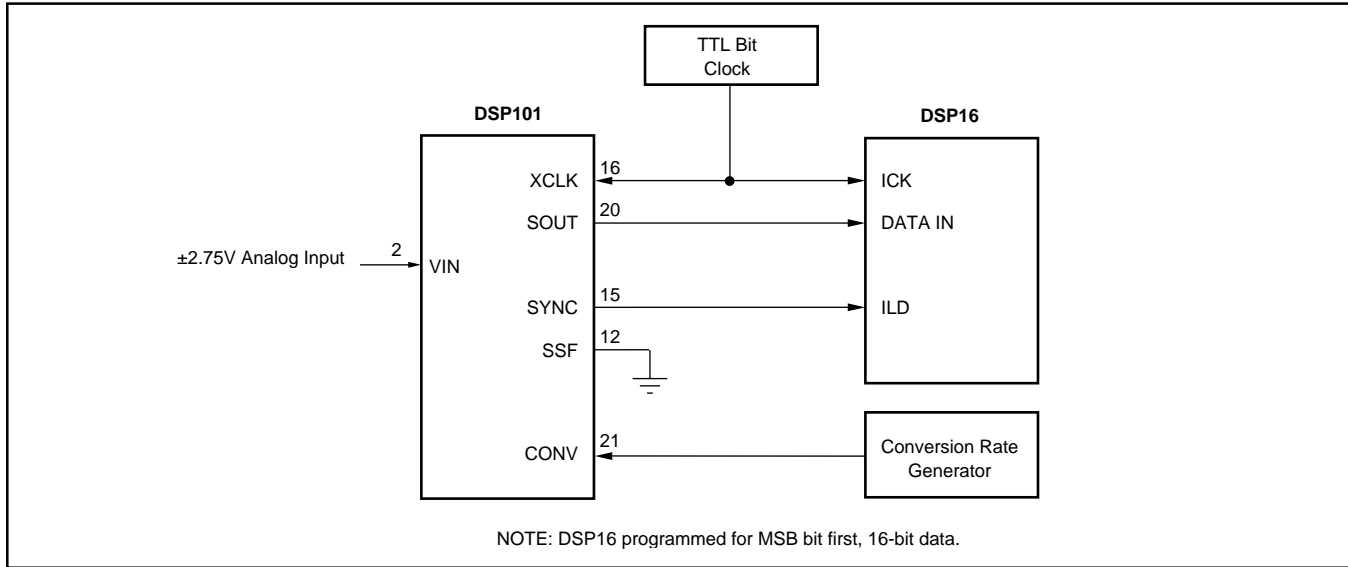 TTL Bit
Clock
DSP101
DSP16
XCLK
16
ICK
SOUT
20
DATA IN
±2.75V Analog Input
2
VIN
SYNC
15
ILD
SSF
12
CONV
21
Conversion Rate
Generator
NOTE: DSP16 programmed for MSB bit first, 16-bit data.